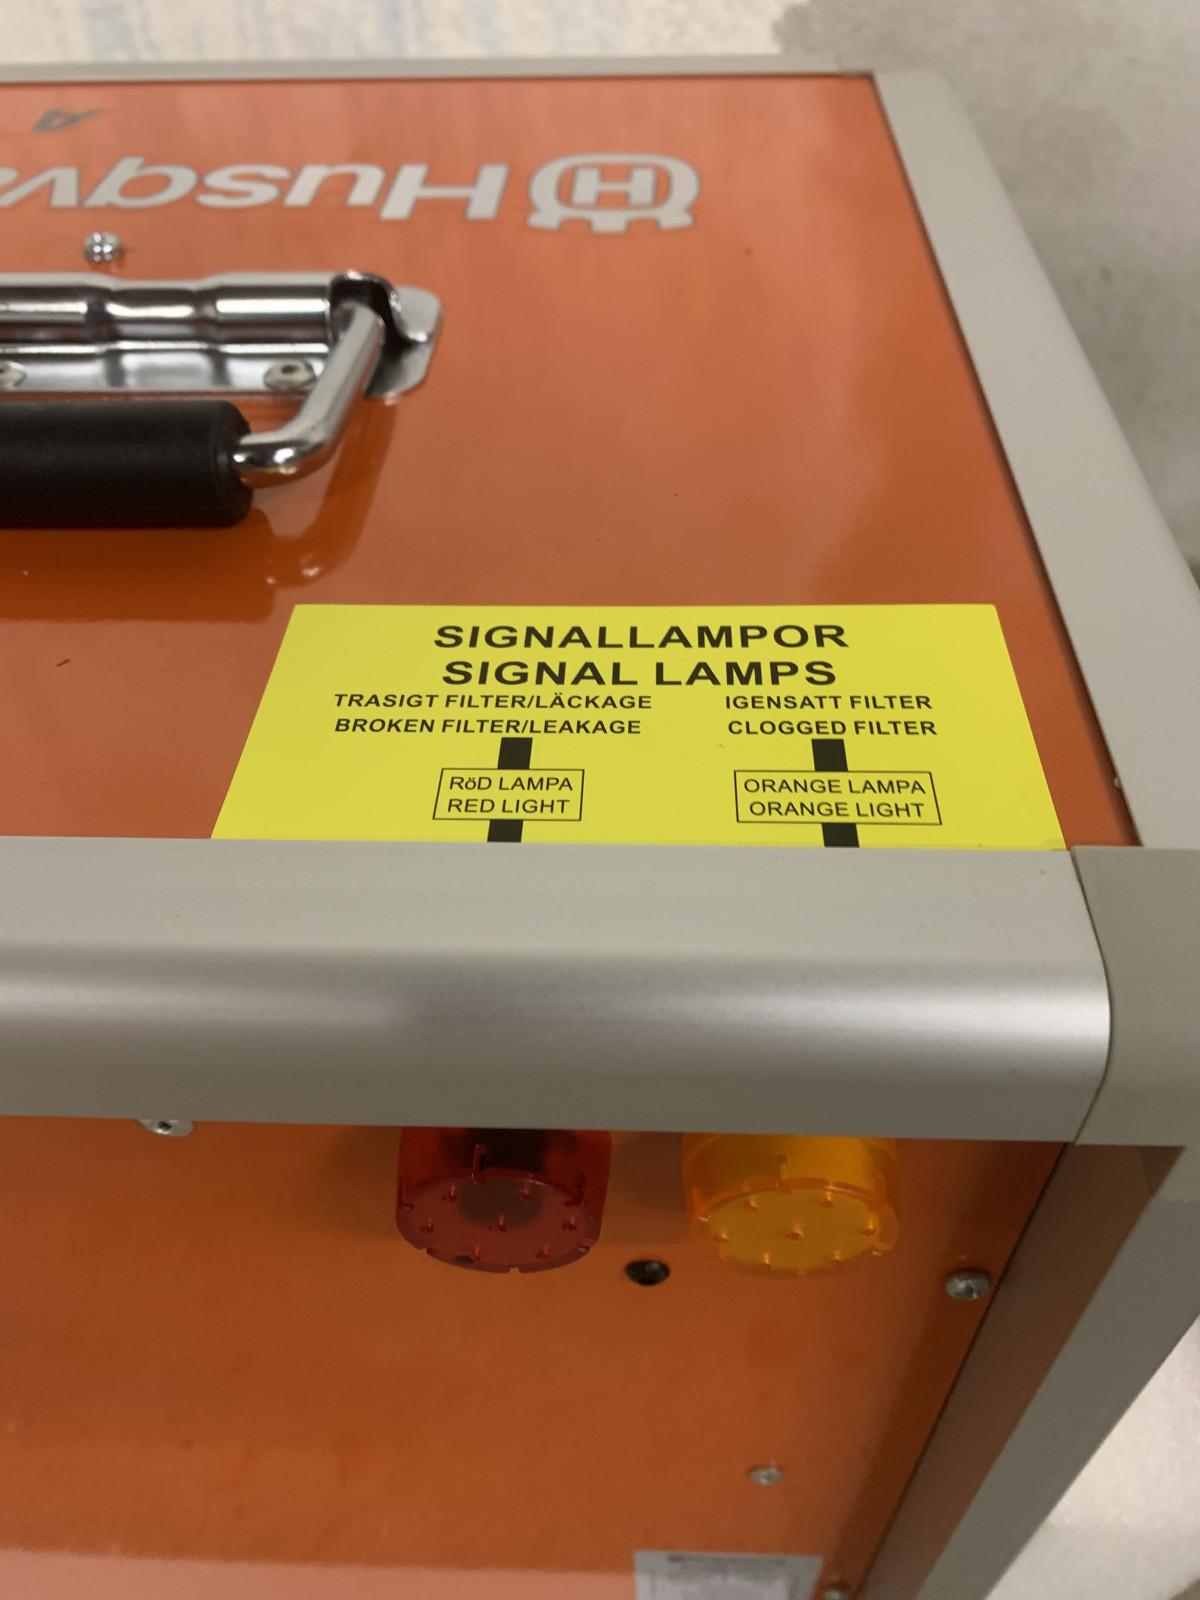 Husqva
H
SIGNALLAMPOR
SIGNAL LAMPS
TRASIGT FILTER/LÄCKAGE
BROKEN FILTER/LEAKAGE
RöD LAMPA
RED LIGHT
IGENSATT FILTER
CLOGGED FILTER
ORANGE LAMPA
ORANGE LIGHT